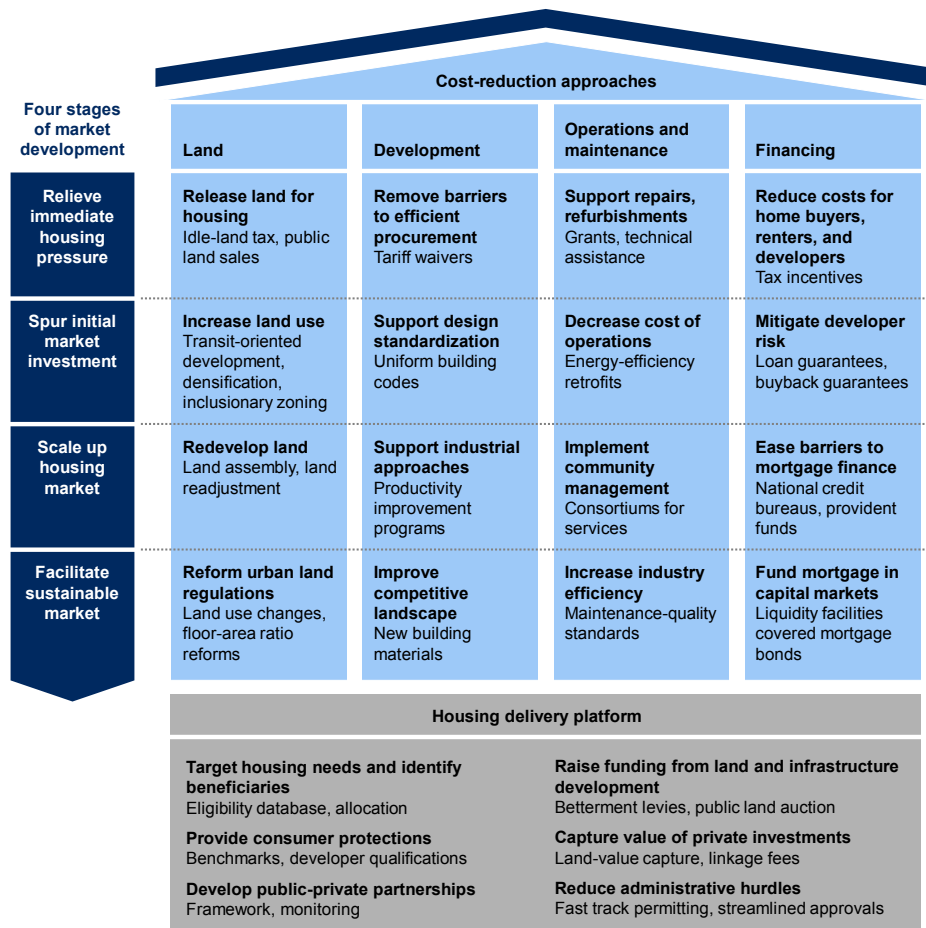 Cost-reduction approaches
Four stages
of market
development
Land
Development
Operations and
maintenance
Financing
Relieve
immediate
housing
pressure
Release land for
housing
Idle-land tax, public
land sales
Remove barriers
to efficient
procurement
Tariff waivers
Support repairs,
refurbishments
Grants, technical
assistance
Reduce costs for
home buyers,
renters, and
developers
Tax incentives
Spur initial
market
investment
Increase land use
Transit-oriented
development,
densification,
inclusionary zoning
Support design
standardization
Uniform building
codes
Decrease cost of
operations
Energy-efficiency
retrofits
Mitigate developer
risk
Loan guarantees,
buyback guarantees
Scale up
housing
market
Redevelop land
Land assembly, land
readjustment
Support industrial
approaches
Productivity
improvement
programs
Implement
community
management
Consortiums for
services
Ease barriers to
mortgage finance
National credit
bureaus, provident
funds
Facilitate
sustainable
market
Reform urban land
regulations
Land use changes,
floor-area ratio
reforms
Improve
competitive
landscape
New building
materials
Increase industry
efficiency
Maintenance-quality
standards
Fund mortgage in
capital markets
Liquidity facilities
covered mortgage
bonds
Housing delivery platform
Target housing needs and identify
beneficiaries
Eligibility database, allocation
Provide consumer protections
Benchmarks, developer qualifications
Develop public-private partnerships
Framework, monitoring
Raise funding from land and infrastructure
development
Betterment levies, public land auction
Capture value of private investments
Land-value capture, linkage fees
Reduce administrative hurdles
Fast track permitting, streamlined approvals